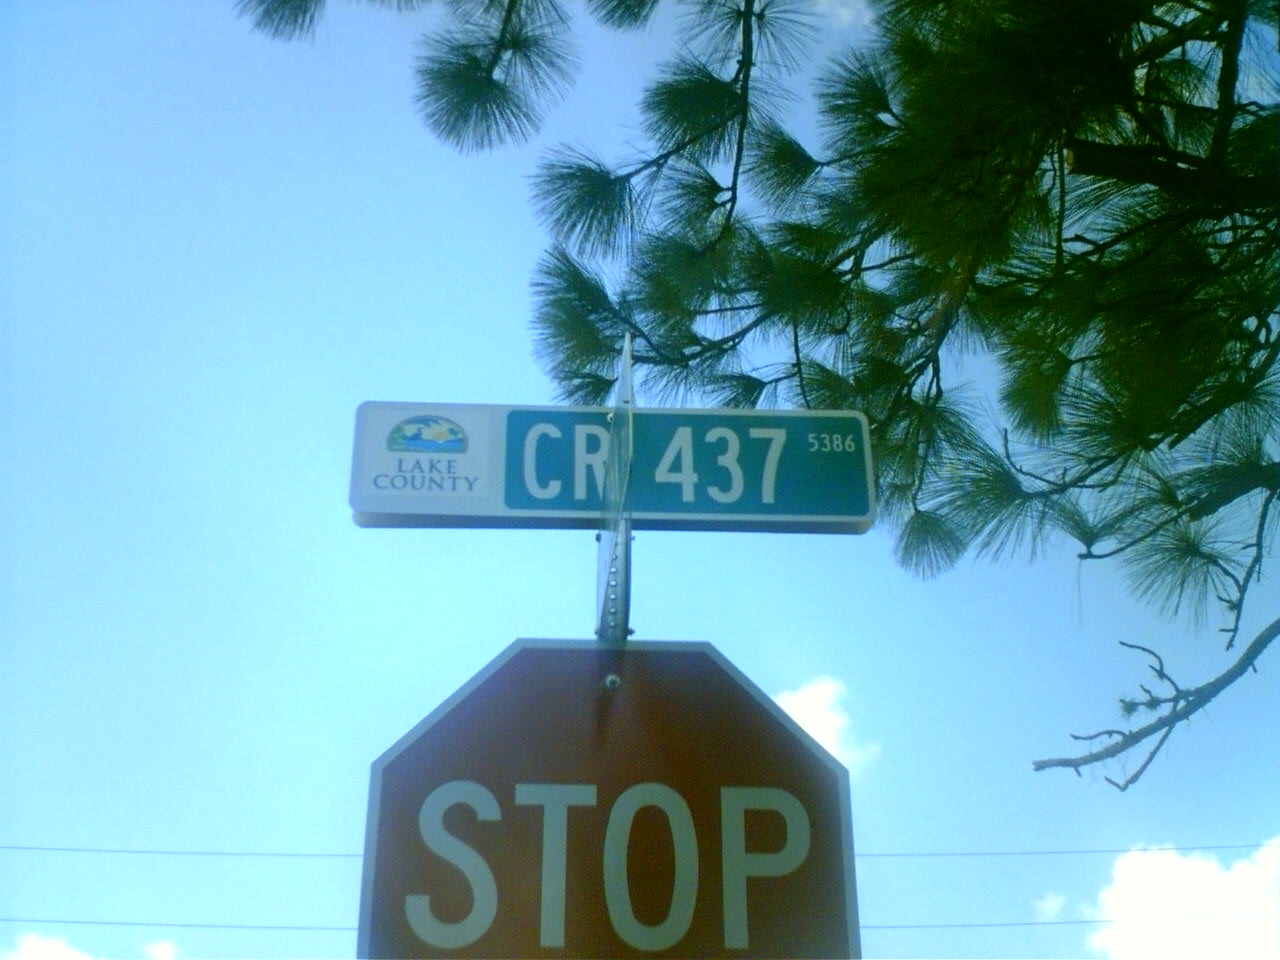 LAKE
COUNTY
CR 437 5386
STOP